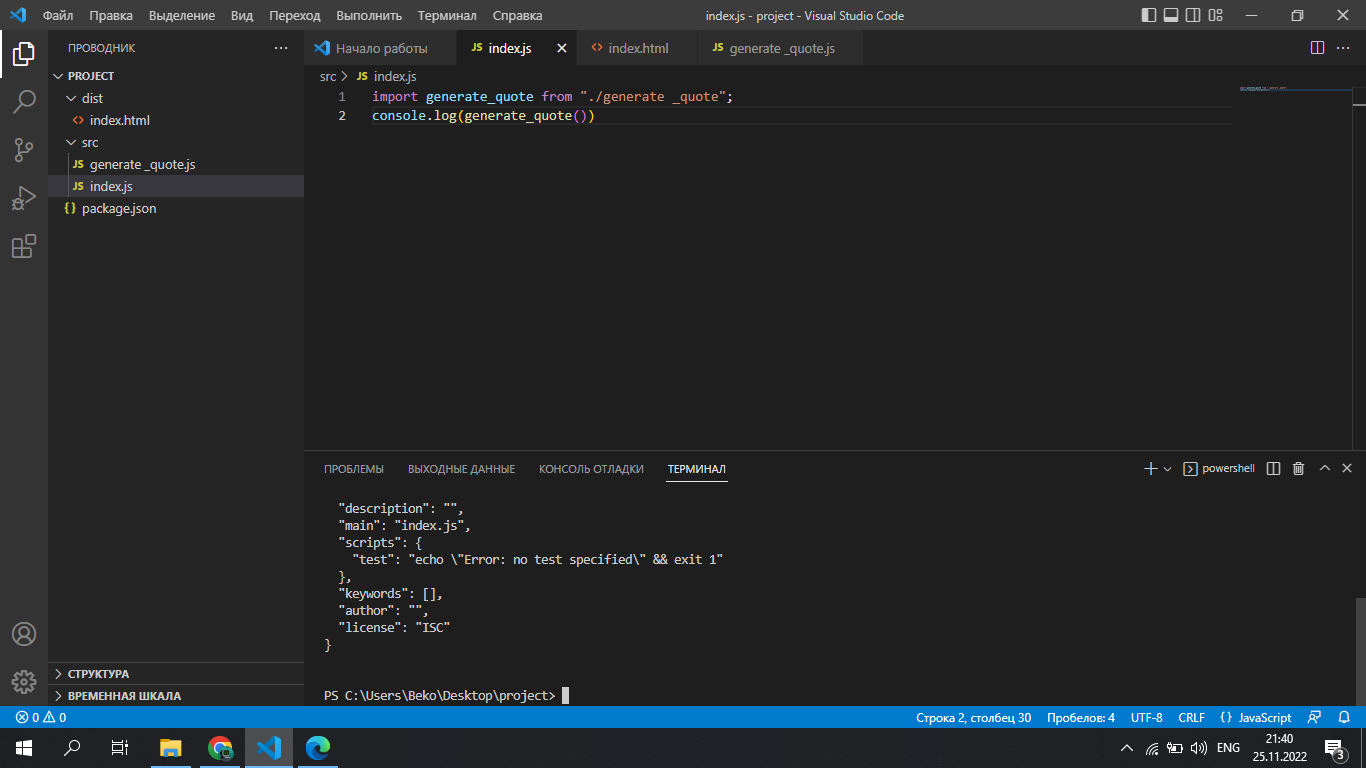 Файл Правка Выделение Вид Переход Выполнить Терминал Справка
index.js - project - Visual Studio Code
ПРОВОДНИК
PROJECT
dist
index.html
src
JS generate _quote.js
JS index.js
{} package.json
СТРУКТУРА
ВРЕМЕННАЯ ШКАЛА
Начало работы
JS index.js
index.html
JS generate _quote.js
src > JS index.js
1 import generate_quote from "./generate _quote";
2 console.log(generate_quote())
ПРОБЛЕМЫ ВЫХОДНЫЕ ДАННЫЕ КОНСОЛЬ ОТЛАДКИ ТЕРМИНАЛ
powershell
"description": "",
"main": "index.js",
"scripts": {
"test": "echo \"Error: no test specified\" && exit 1"
},
"keywords": [],
"author": "",
"license": "ISC"
}
PS C:\Users\Beko\Desktop\project>
0 0
Строка 2, столбец 30 Пробелов: 4 UTF-8 CRLF {} JavaScript
ENG
21:40
25.11.2022
3